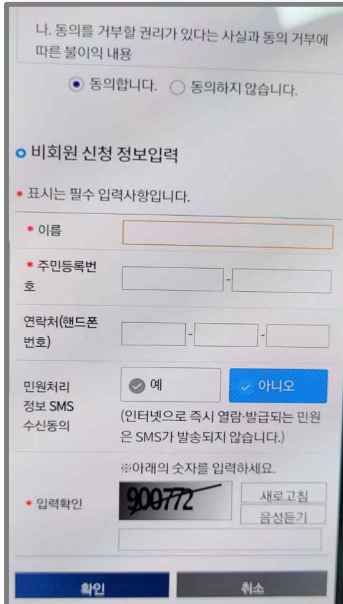 나. 동의를 거부할 권리가 있다는 사실과 동의 거부에
따른 불이익 내용
동의합니다. 동의하지 않습니다.
비회원 신청 정보입력
* 표시는 필수 입력사항입니다.
* 이름
* 주민등록번
호
-
연락처(핸드폰
번호)
- -
민원처리
정보 SMS
수신동의
예 아니오
(인터넷으로 즉시 열람·발급되는 민원
은 SMS가 발송되지 않습니다.)
※아래의 숫자를 입력하세요.
* 입력확인
900772
새로고침
음성듣기
확인 취소